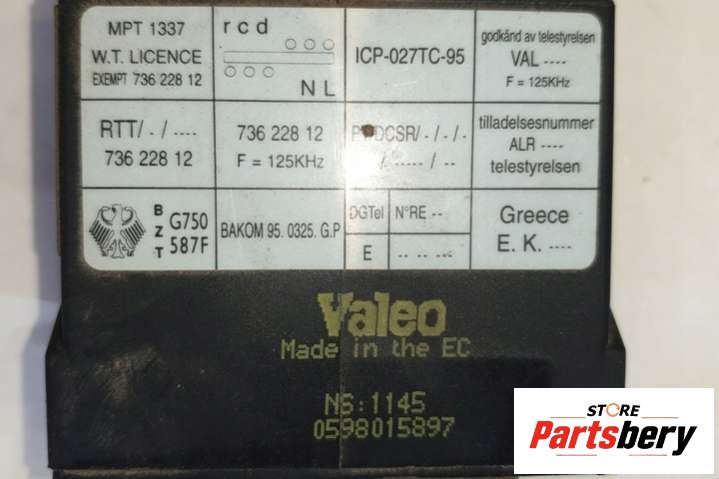 MPT 1337
W.T. LICENCE
EXEMPT 736 228 12
r c d
N L
ICP-027TC-95
godkänd av telestyrelsen
VAL ----
F = 125KHz
RTT/ - / ----
736 228 12
736 228 12
F = 125KHz
DCSR/ - / - / -
/ ----- / --
tilladelsesnummer
ALR ----
telestyrelsen
B
Z
T
G750
587F
BAKOM 95. 0325. G.P
DGTel
N°RE --
E
-- -- ---
Greece
E. K. ----
Valeo
Made in the EC
NS:1145
0598015897
STORE
Partsbery